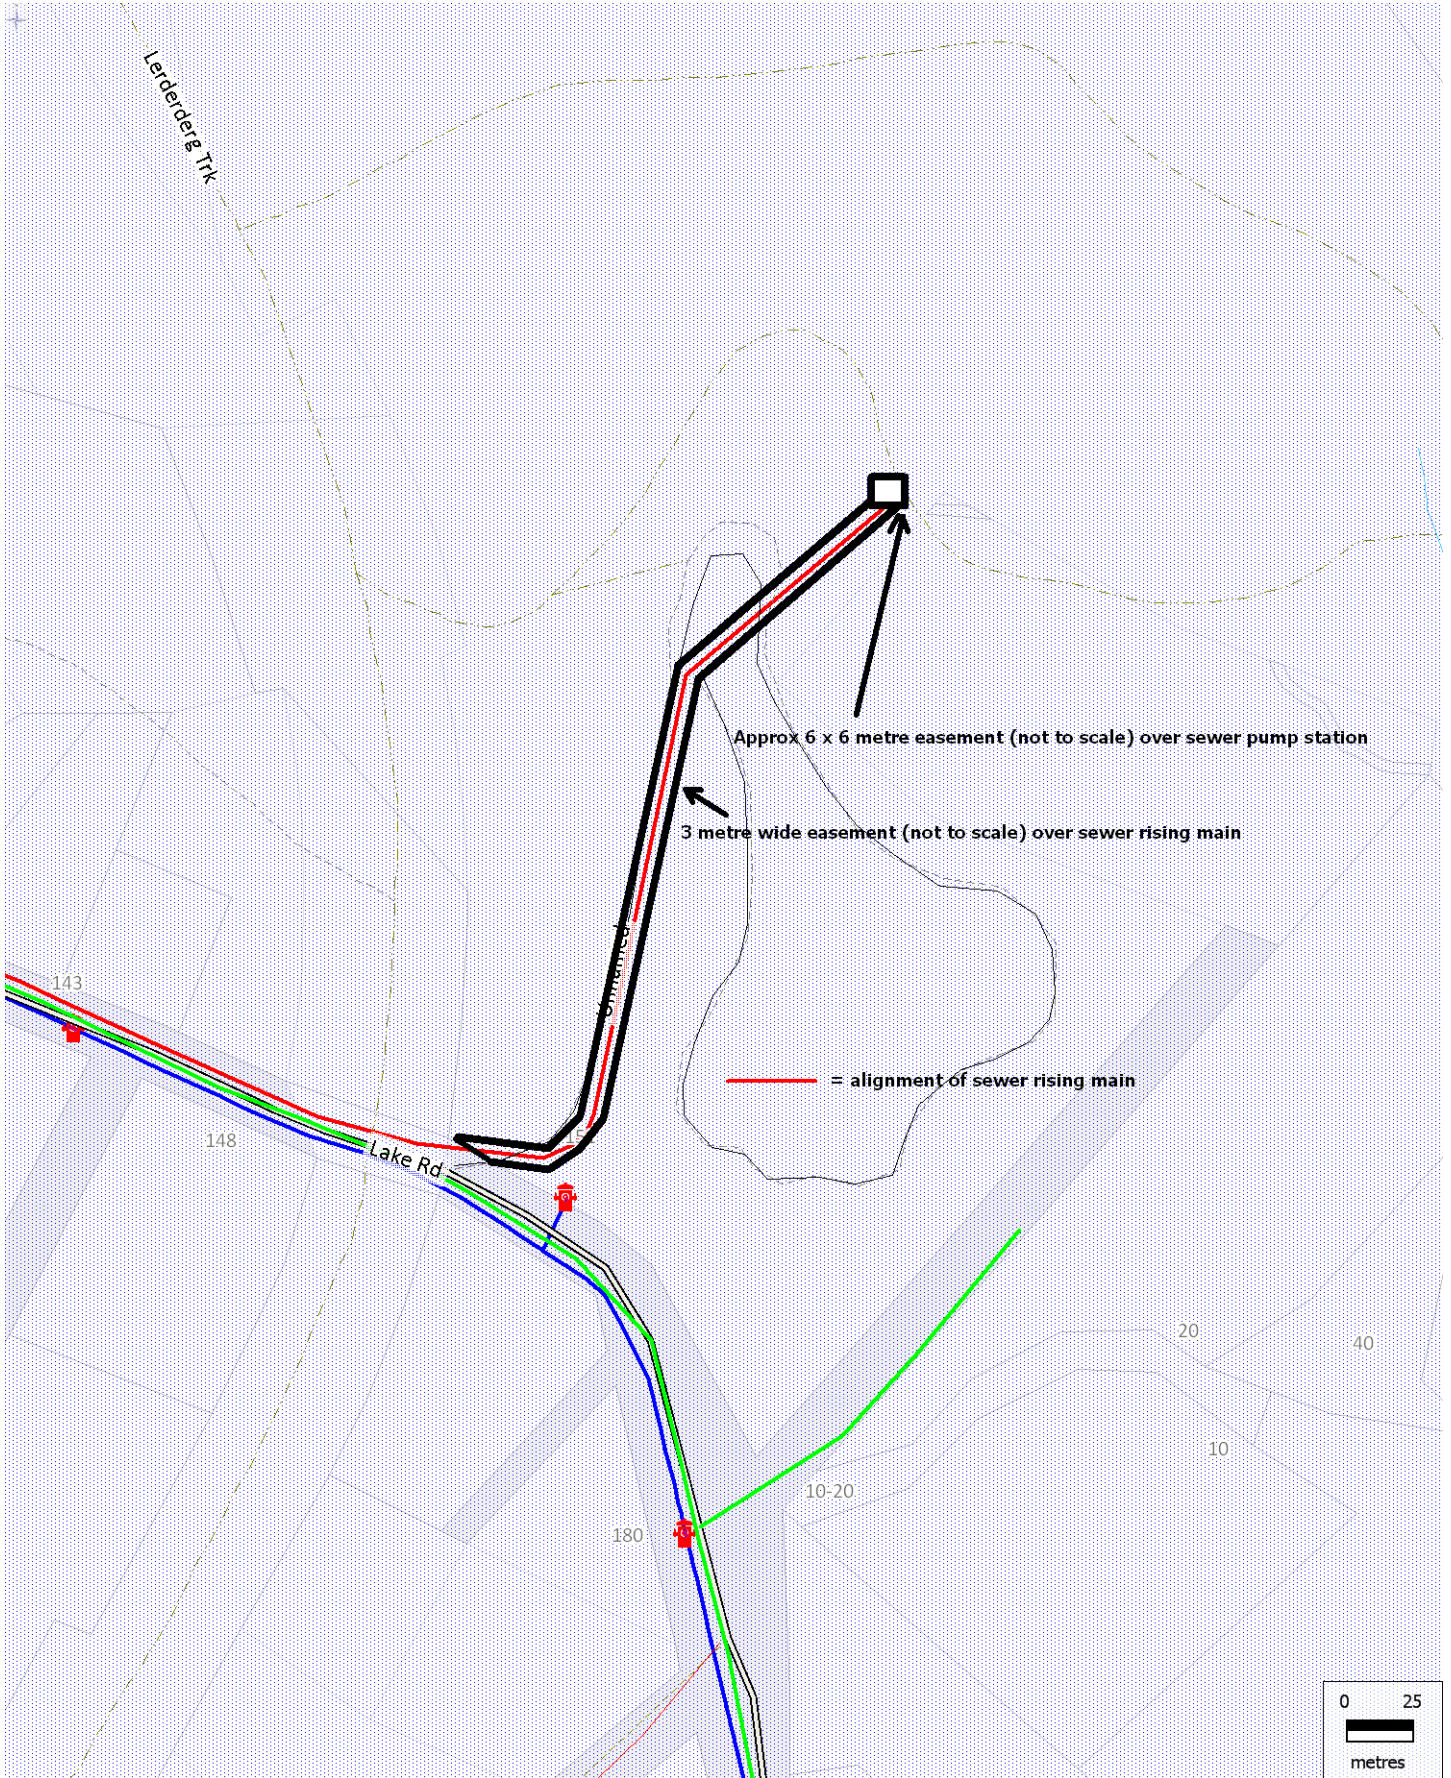 Lerderderg Trk
Approx 6 x 6 metre easement (not to scale) over sewer pump station
3 metre wide easement (not to scale) over sewer rising main
Unnamed
143
= alignment of sewer rising main
148
Lake Rd
20
40
10
10-20
180
0 25
metres